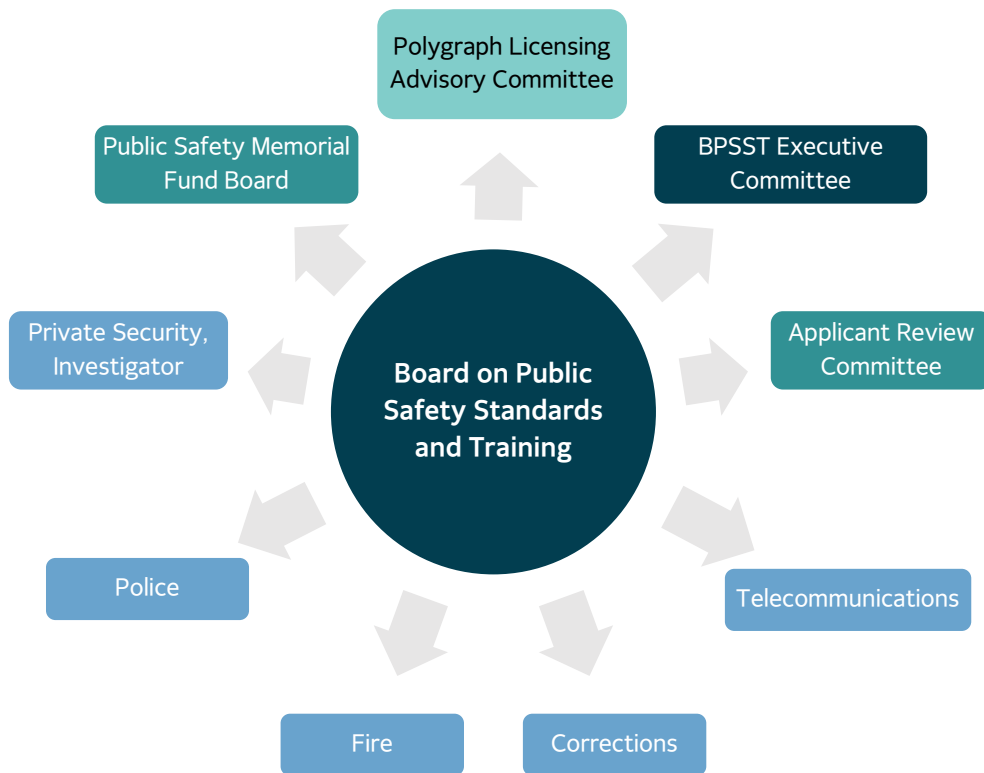 Polygraph Licensing
Advisory Committee
Public Safety Memorial
Fund Board
BPSST Executive
Committee
Private Security,
Investigator
Applicant Review
Committee
Board on Public
Safety Standards
and Training
Police
Telecommunications
Fire
Corrections